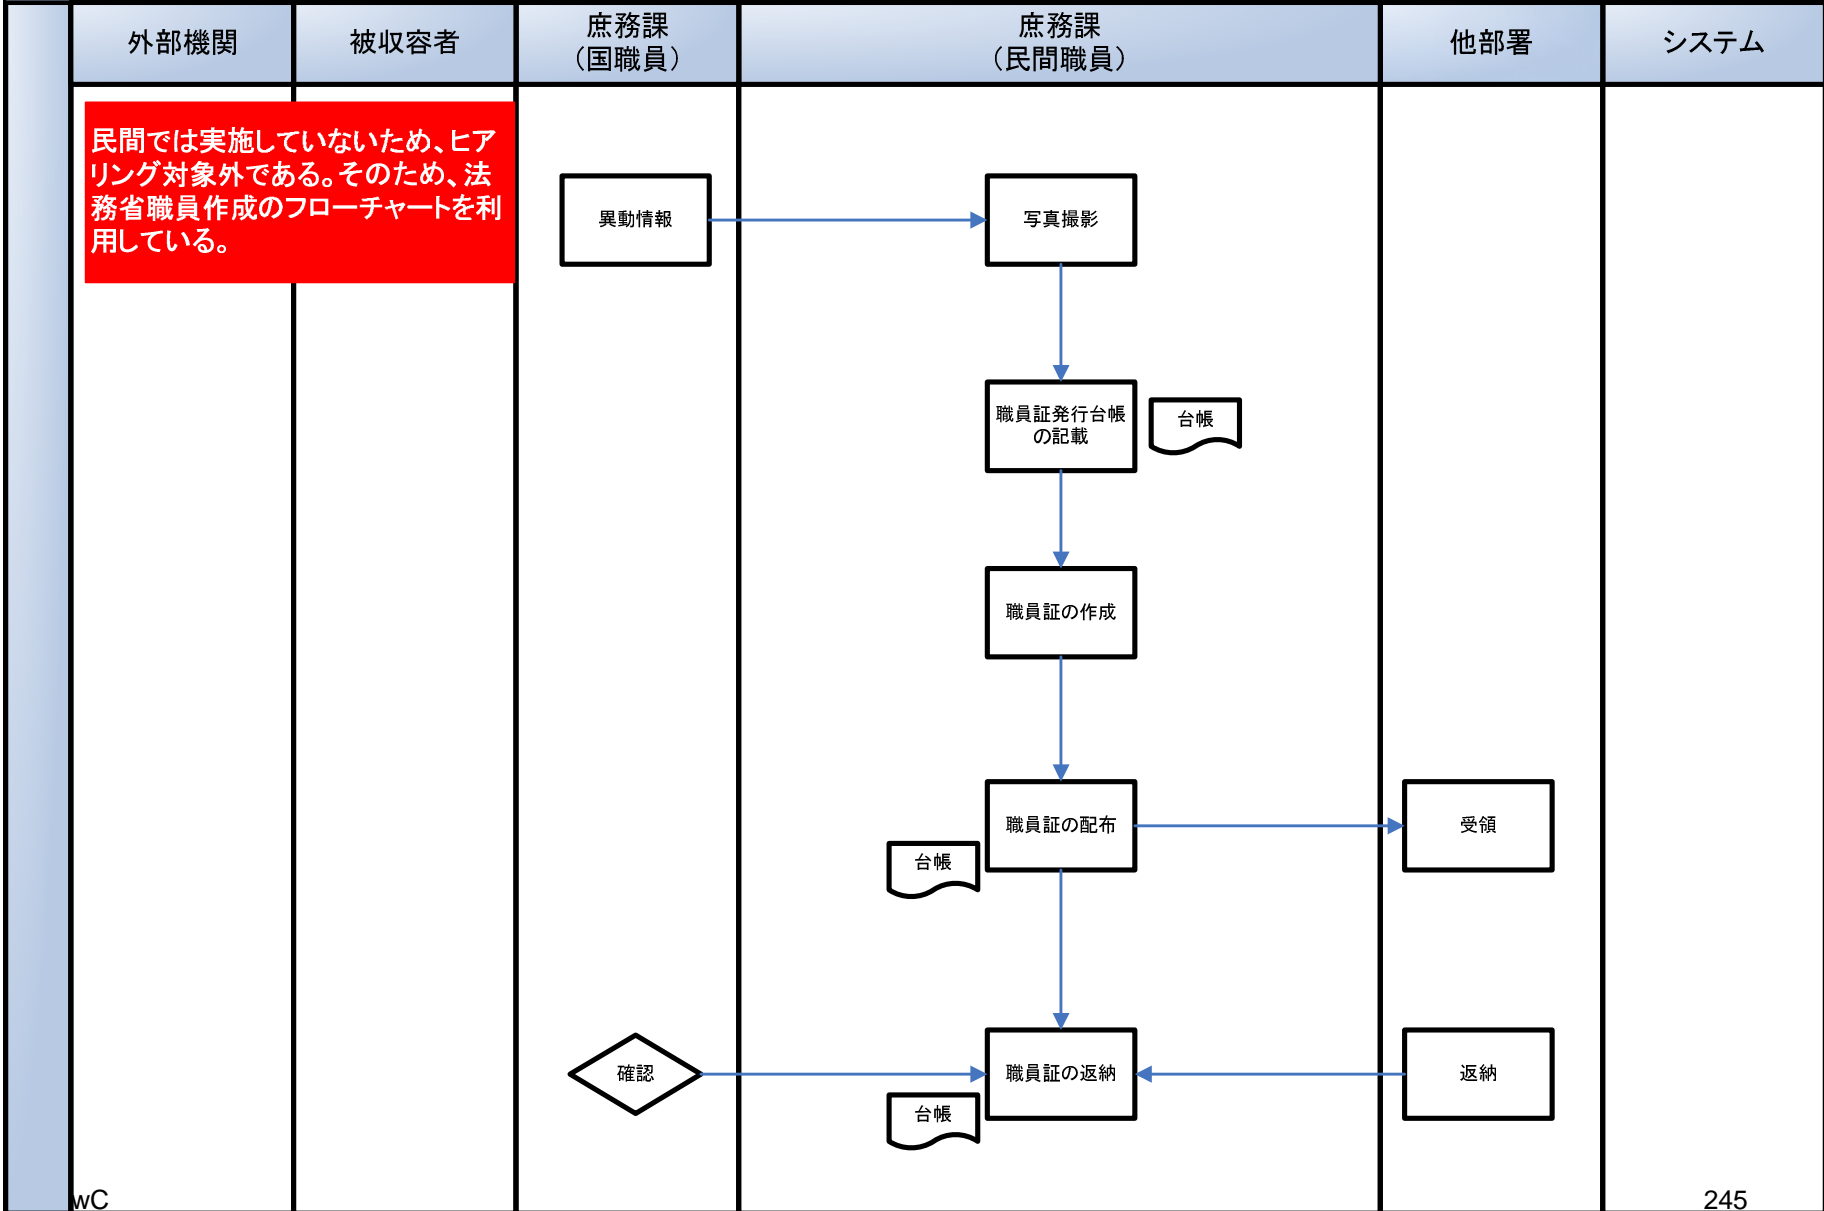 外部機関
被収容者
庶務課
（国職員）
庶務課
（民間職員）
他部署
システム
民間では実施していないため、ヒア
リング対象外である。そのため、法
務省職員作成のフローチャートを利
用している。
異動情報
写真撮影
職員証発行台帳
の記載
台帳
職員証の作成
職員証の配布
台帳
受領
確認
職員証の返納
台帳
返納
wC
245